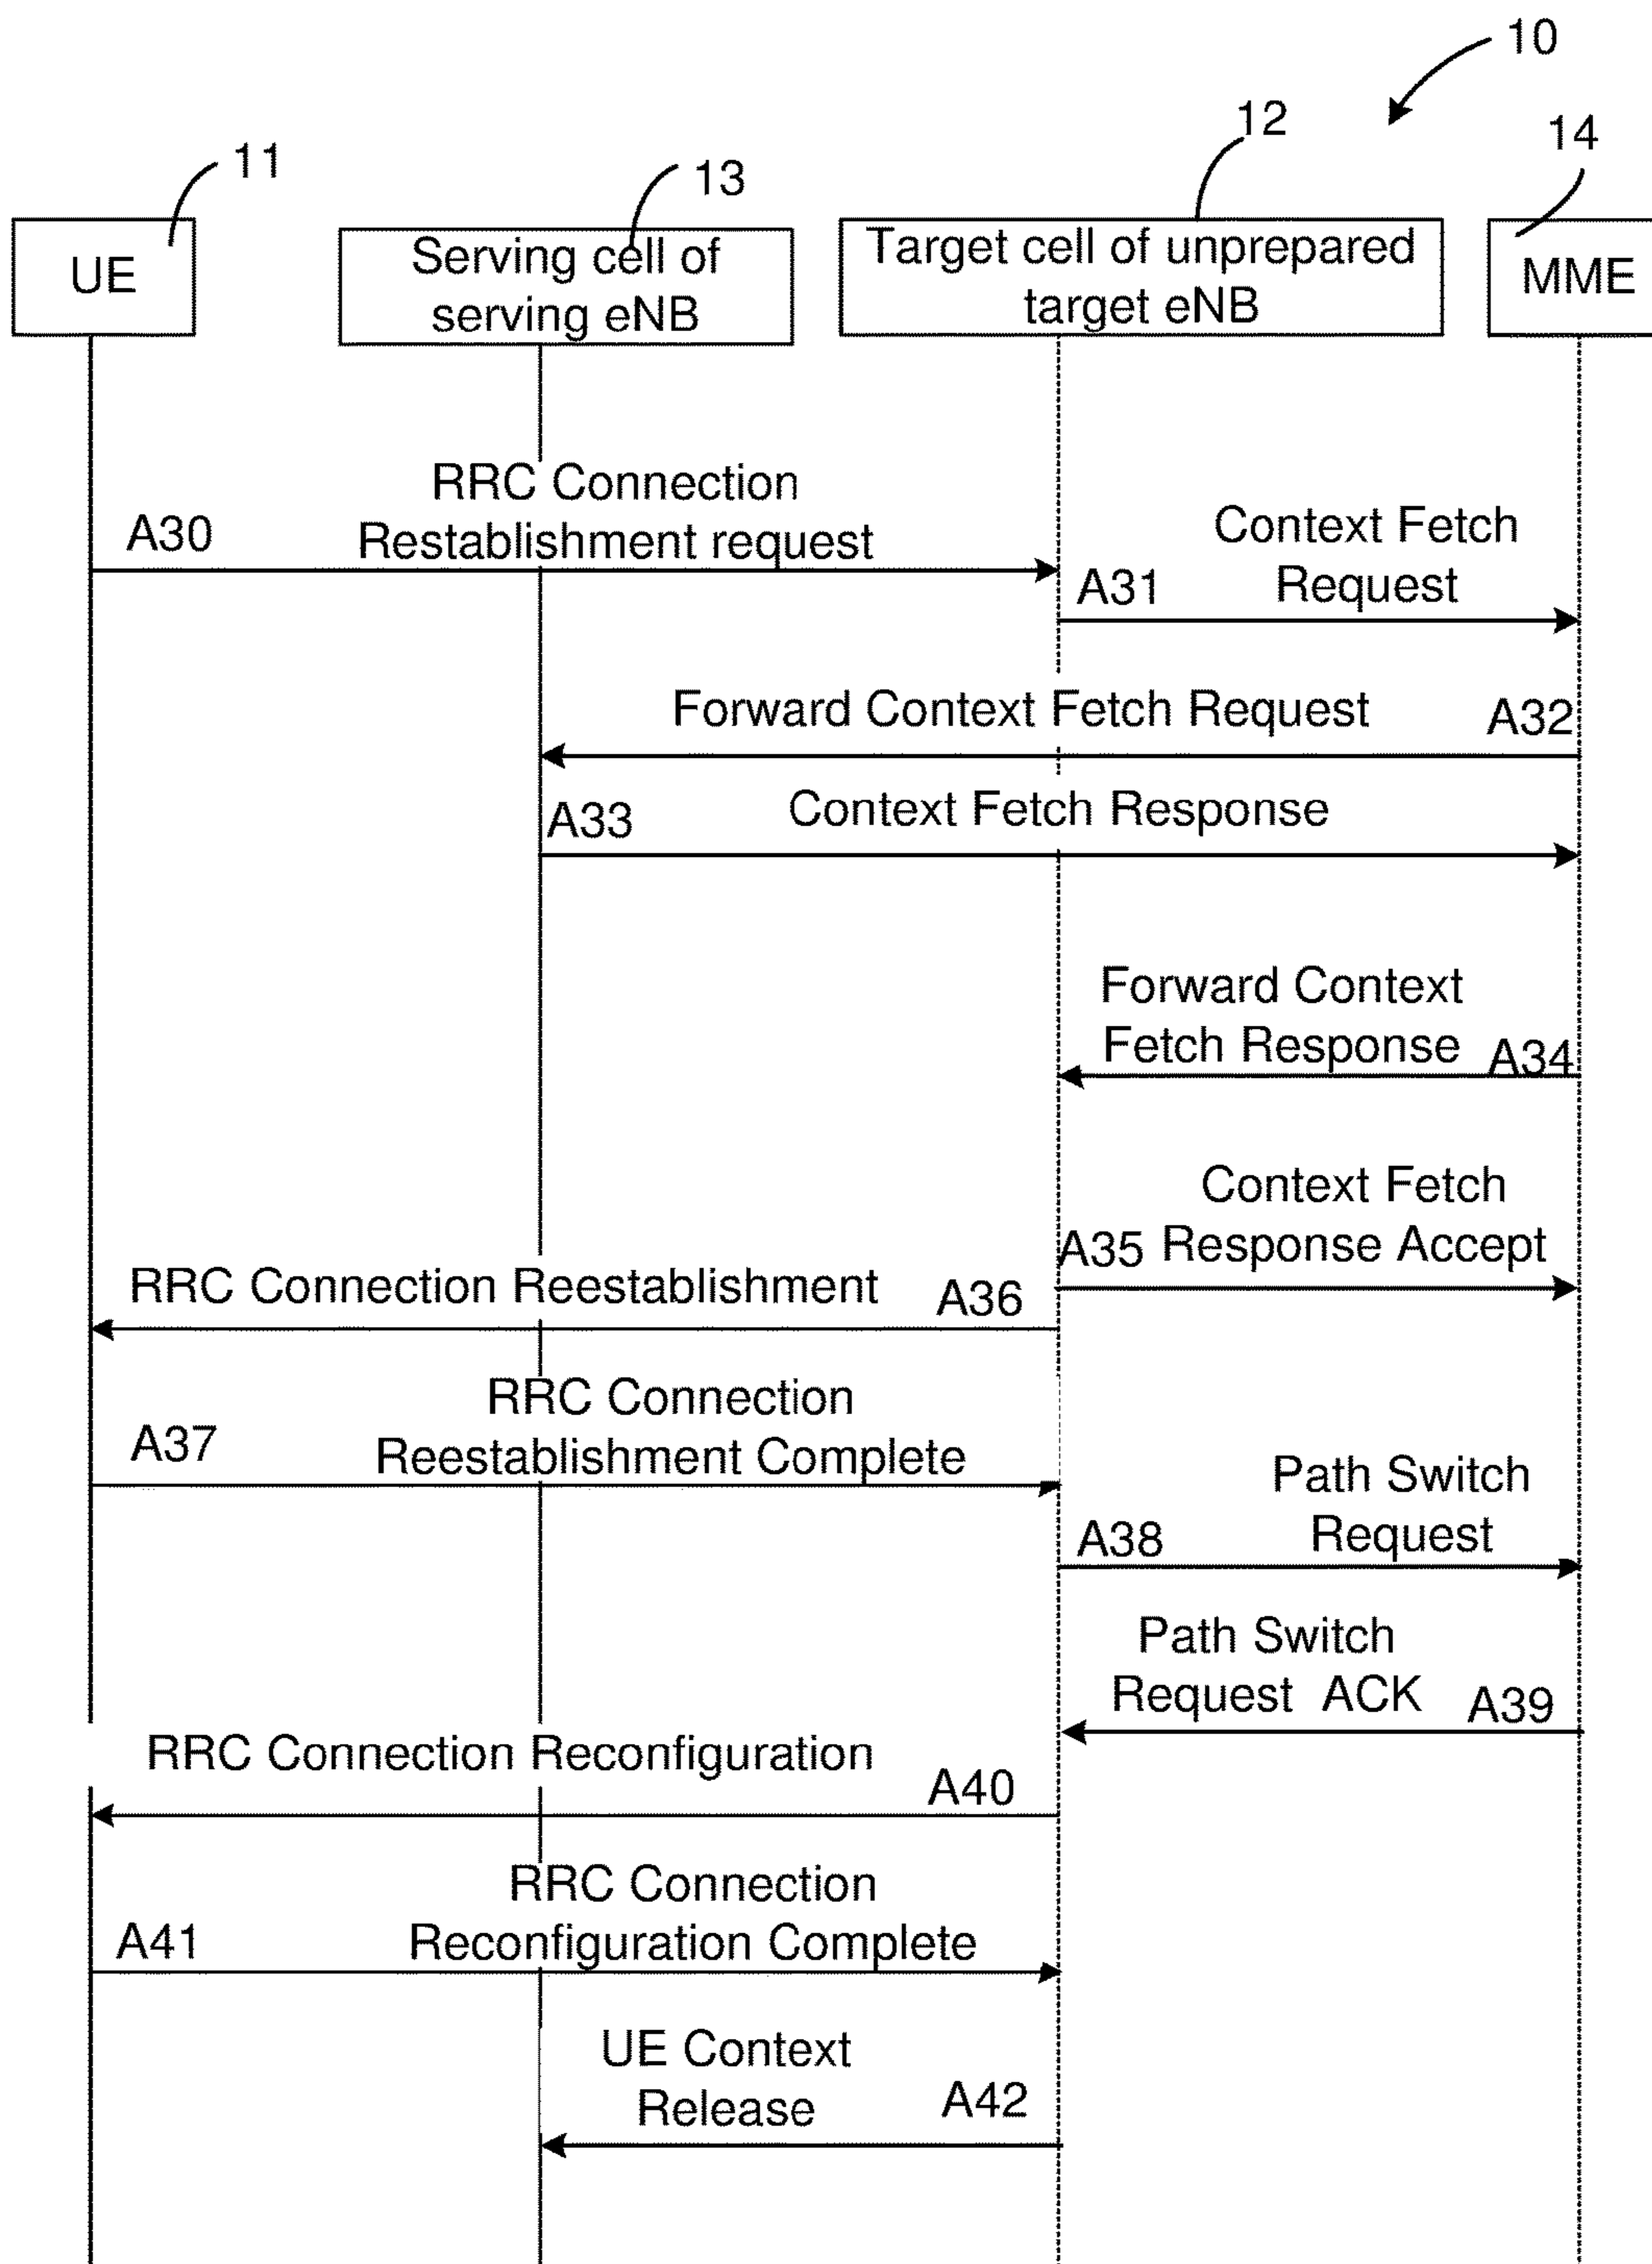 10
12
14
11
13
UE
Serving cell of
serving eNB
Target cell of unprepared
target eNB
MME
RRC Connection
Restablishment request
A30
Context Fetch
Request
A31
Forward Context Fetch Request
A32
A33
Context Fetch Response
Forward Context
Fetch Response
A34
Context Fetch
Response Accept
A35
RRC Connection Reestablishment
A36
RRC Connection
Reestablishment Complete
A37
Path Switch
Request
A38
Path Switch
Request ACK
A39
RRC Connection Reconfiguration
A40
RRC Connection
Reconfiguration Complete
A41
UE Context
Release
A42